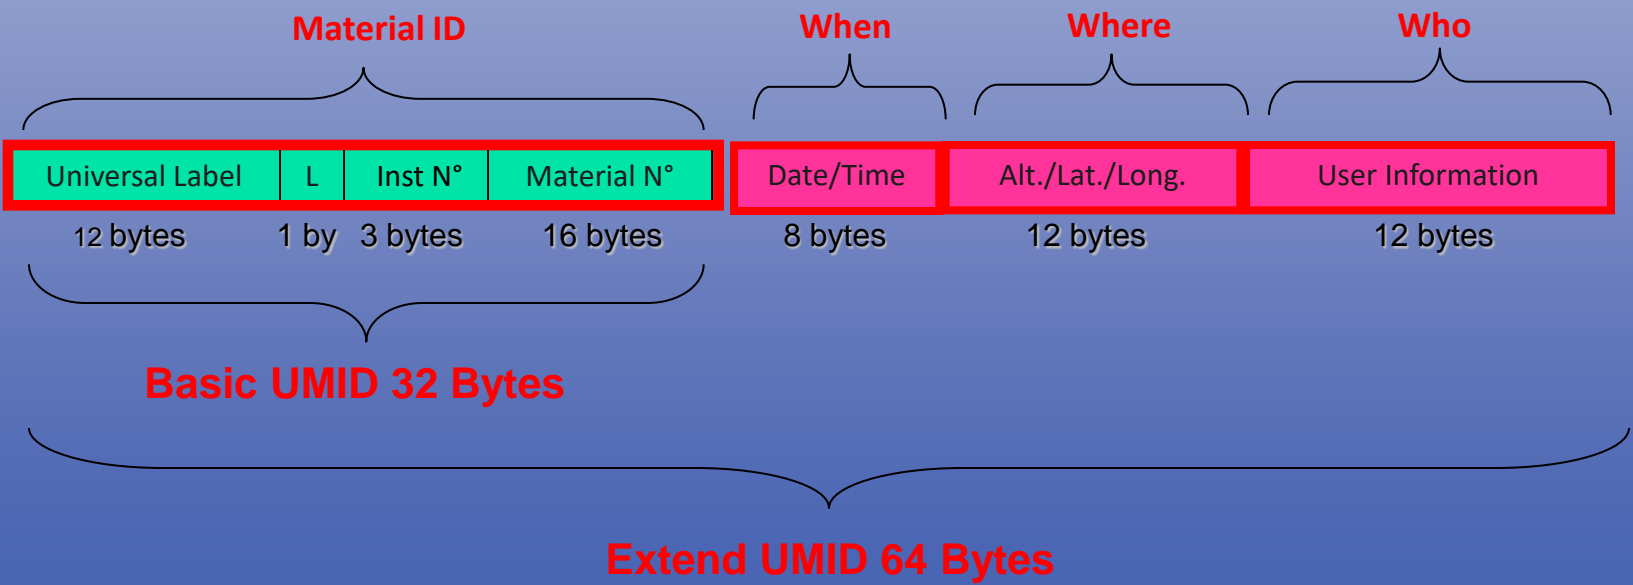 Material ID When Where Who
Universal Label L Inst N° Material N° Date/Time Alt./Lat./Long. User Information
12 bytes 1 by 3 bytes 16 bytes 8 bytes 12 bytes 12 bytes
Basic UMID 32 Bytes
Extend UMID 64 Bytes